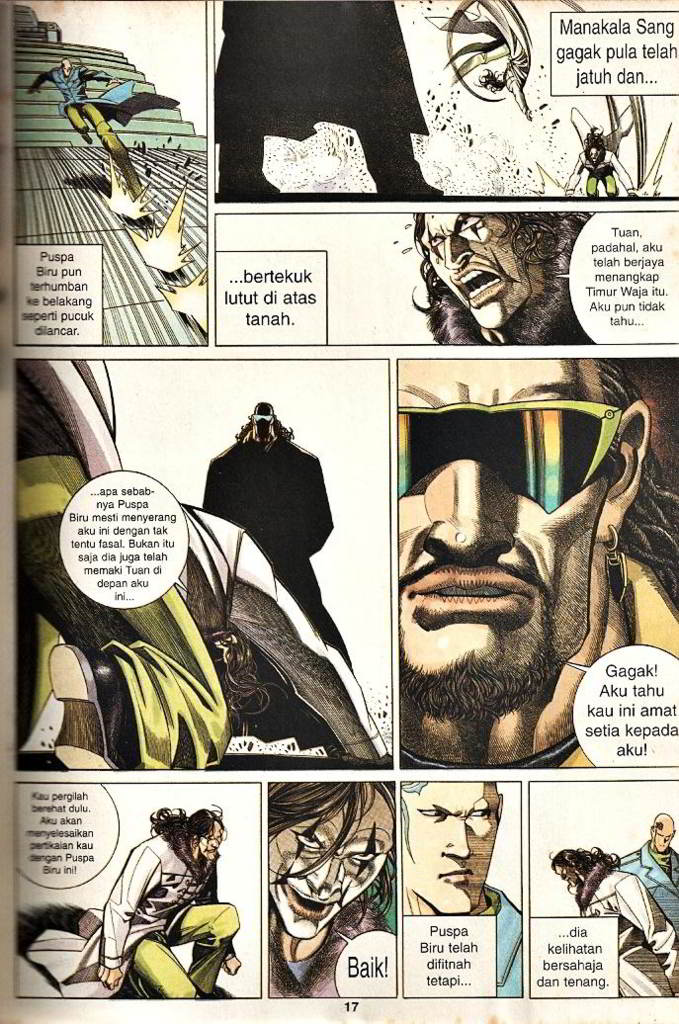 Puspa
Biru pun
terhumban
ke belakang
seperti pucuk
dilancar.
Manakala Sang
gagak pula telah
jatuh dan...
...bertekuk
lutut di atas
tanah.
Tuan,
padahal, aku
telah berjaya
menangkap
Timur Waja itu.
Aku pun tidak
tahu...
...apa sebab-
nya Puspa
Biru mesti menyerang
aku ini dengan tak
tentu fasal. Bukan itu
saja dia juga telah
memaki Tuan di
depan aku
ini...
Gagak!
Aku tahu
kau ini amat
setia kepada
aku!
Kau pergilah
berehat dulu.
Aku akan
menyelesaikan
pertikaian kau
dengan Puspa
Biru ini!
Baik!
Puspa
Biru telah
difitnah
tetapi...
...dia
kelihatan
bersahaja
dan tenang.
17